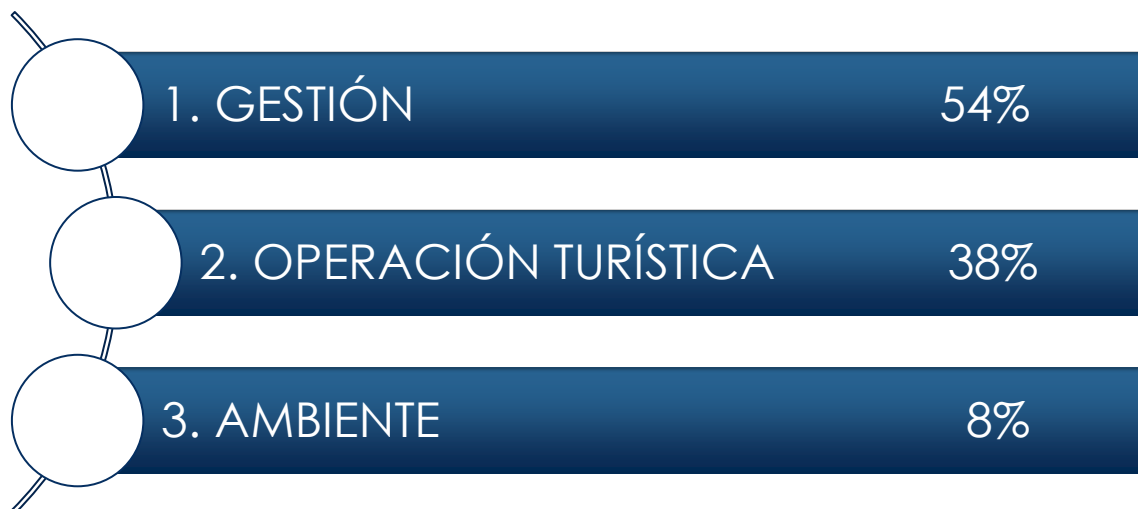 1. GESTIÓN 54%
2. OPERACIÓN TURÍSTICA 38%
3. AMBIENTE 8%